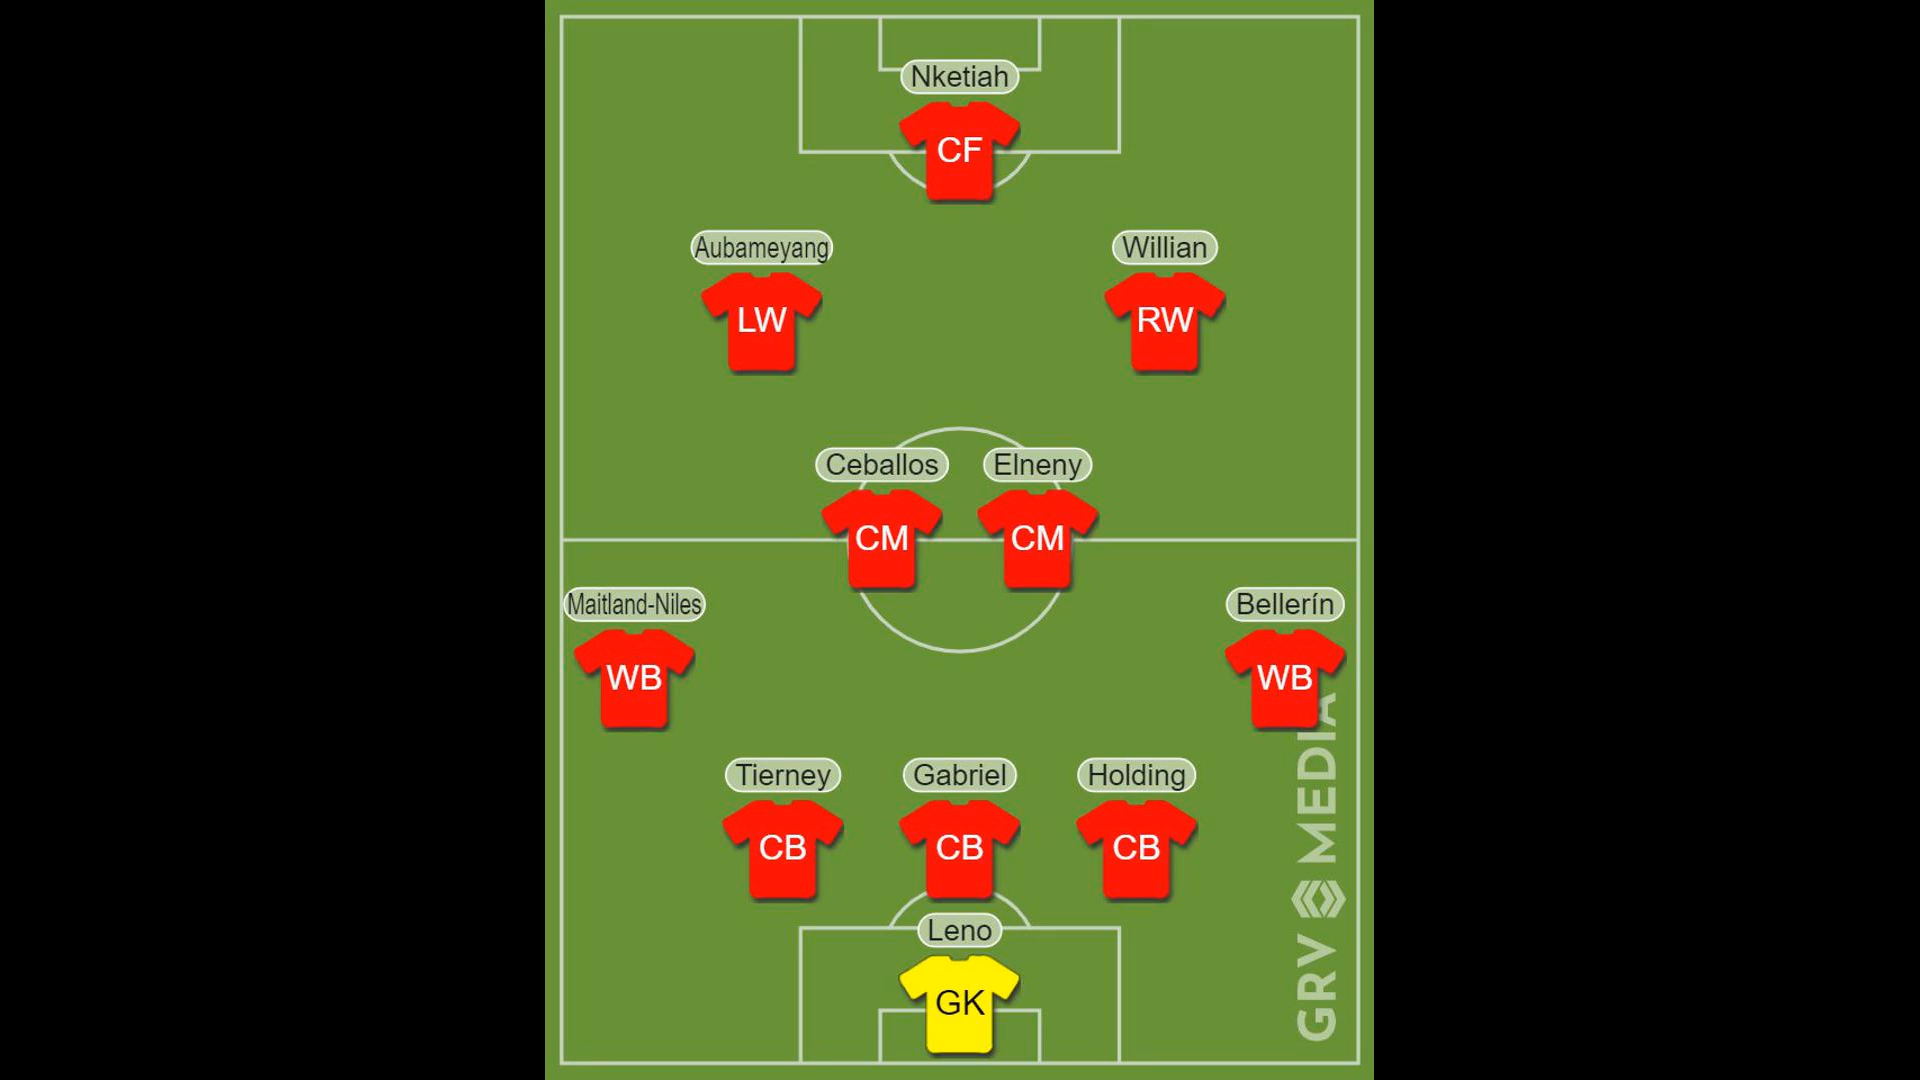 Nketiah
CF
Aubameyang
LW
Willian
RW
Ceballos
CM
Elneny
CM
Maitland-Niles
WB
Bellerín
WB
Tierney
CB
Gabriel
CB
Holding
CB
Leno
GK
GRV MEDIA